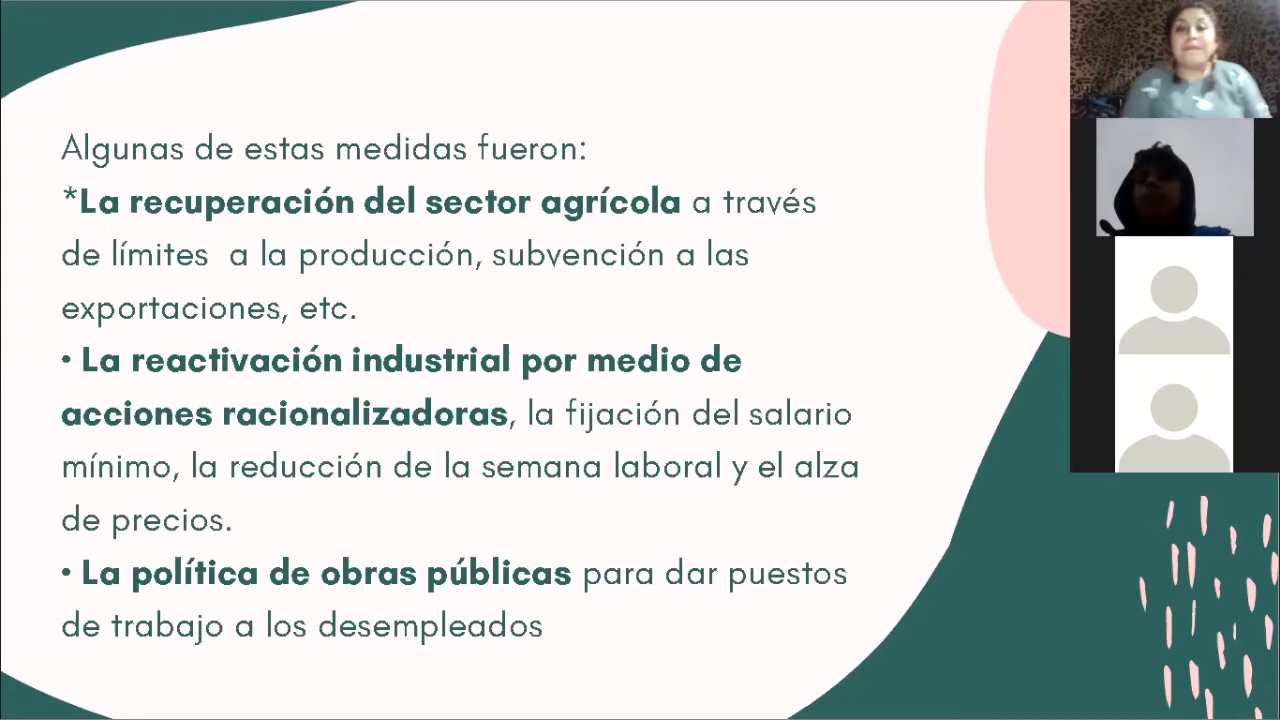 Algunas de estas medidas fueron:
*La recuperación del sector agrícola a través
de límites  a la producción, subvención a las
exportaciones, etc.
• La reactivación industrial por medio de
acciones racionalizadoras, la fijación del salario
mínimo, la reducción de la semana laboral y el alza
de precios.
• La política de obras públicas para dar puestos
de trabajo a los desempleados